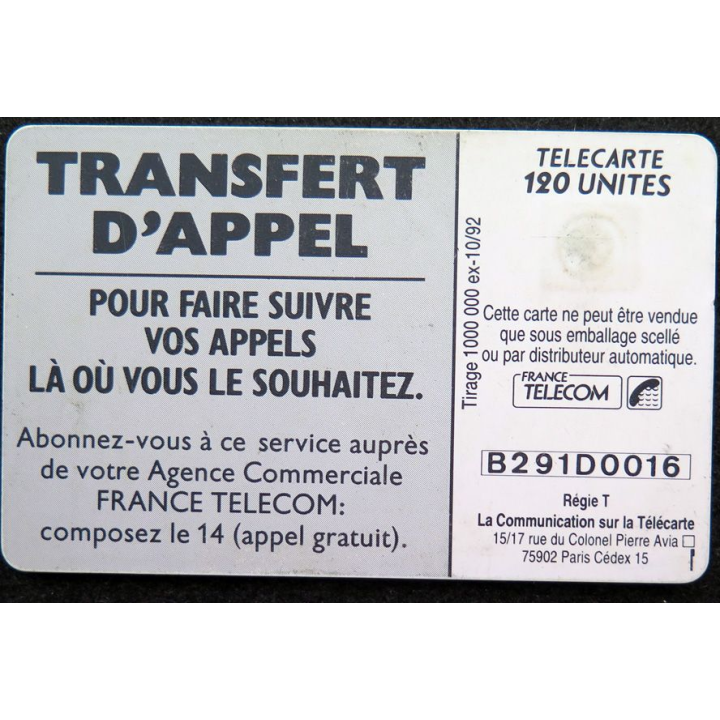 TRANSFERT
D'APPEL
POUR FAIRE SUIVRE
VOS APPELS
LÀ OÙ VOUS LE SOUHAITEZ.
Abonnez-vous à ce service auprès
de votre Agence Commerciale
FRANCE TELECOM:
composez le 14 (appel gratuit).
TELECARTE
120 UNITES
Tirage 1 000 000 ex-10/92
Cette carte ne peut être vendue
que sous emballage scellé
ou par distributeur automatique.
FRANCE
TELECOM
B291D0016
Régie T
La Communication sur la Télécarte
15/17 rue du Colonel Pierre Avia
75902 Paris Cédex 15